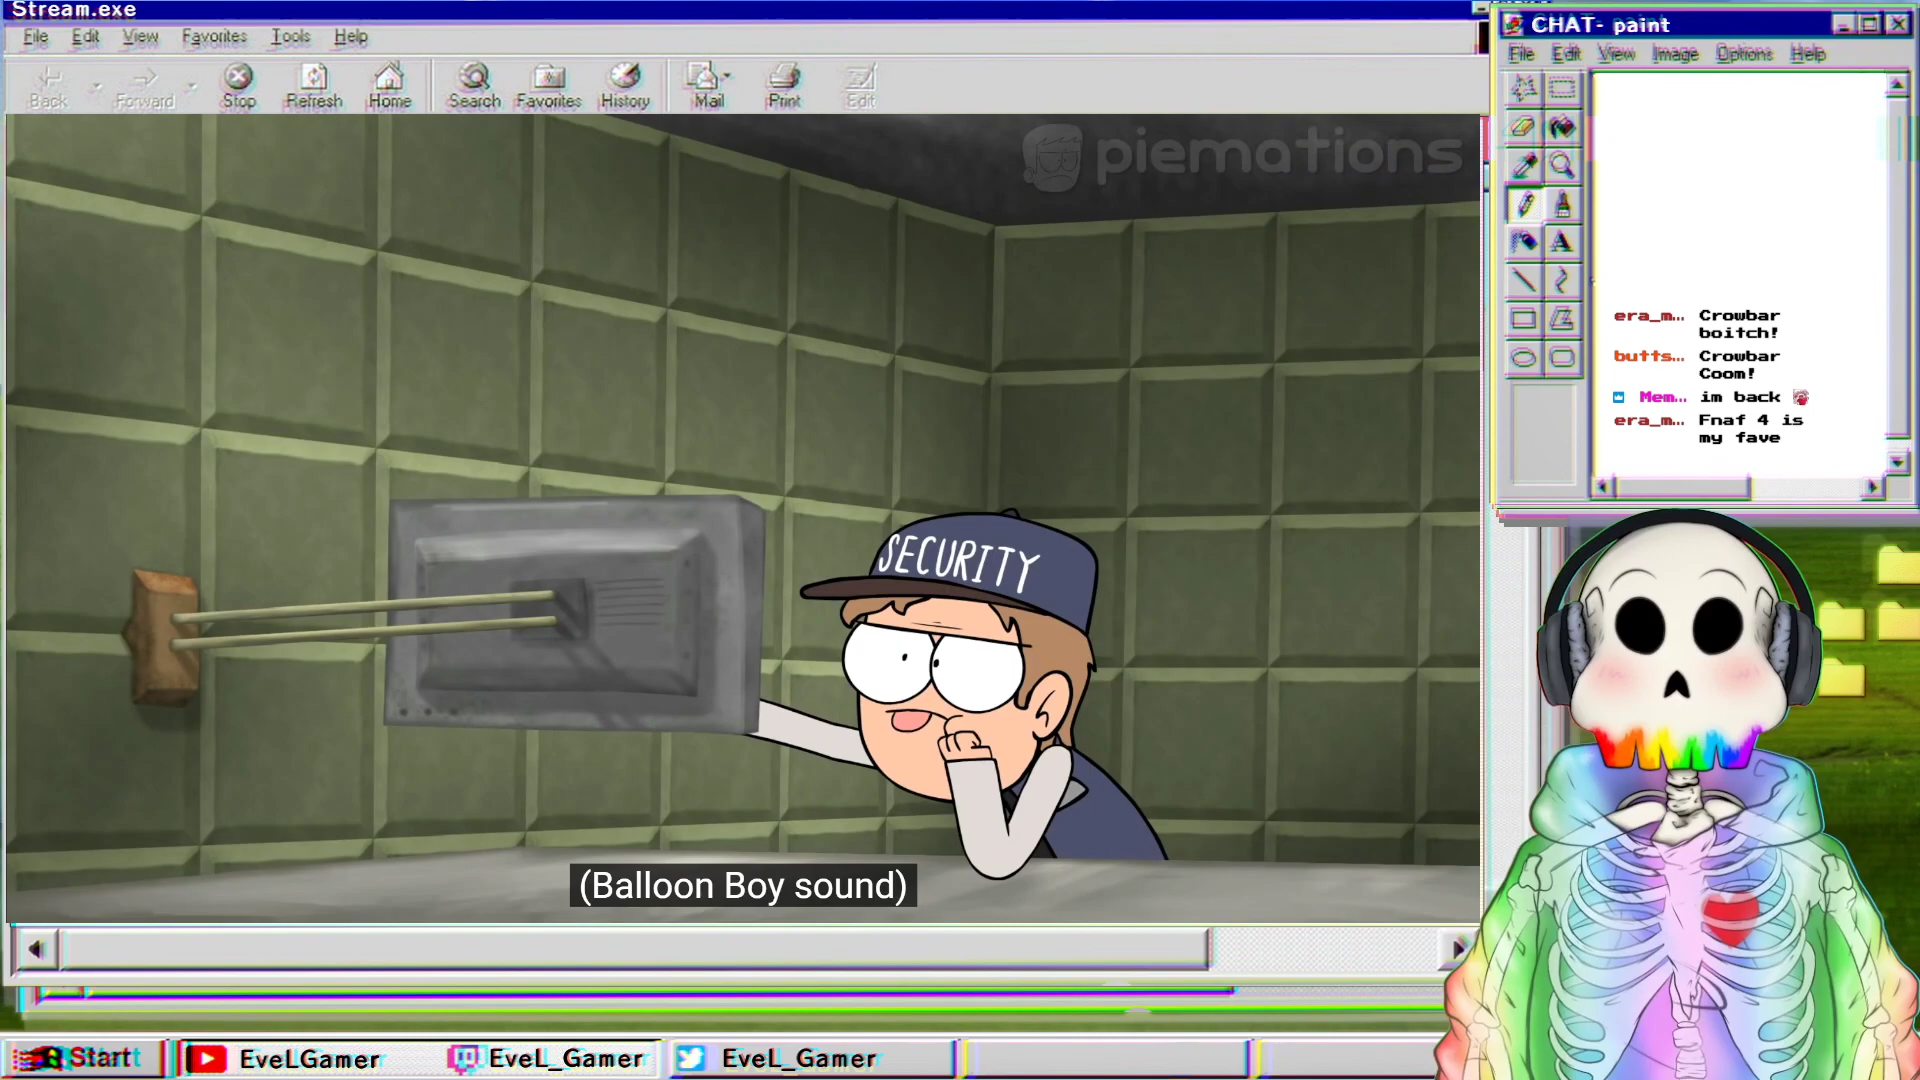 Stream.exe
File Edit View Favorites Tools Help
Back Forward Stop Refresh Home Search Favorites History Mail Print Edit
piemations
SECURITY
(Balloon Boy sound)
CHAT- paint
File Edit View Image Options Help
era_m... Crowbar
boitch!
butts... Crowbar
Coom!
Mem... im back
era_m... Fnaf 4 is
my fave
Start EveLGamer EveL_Gamer EveL_Gamer